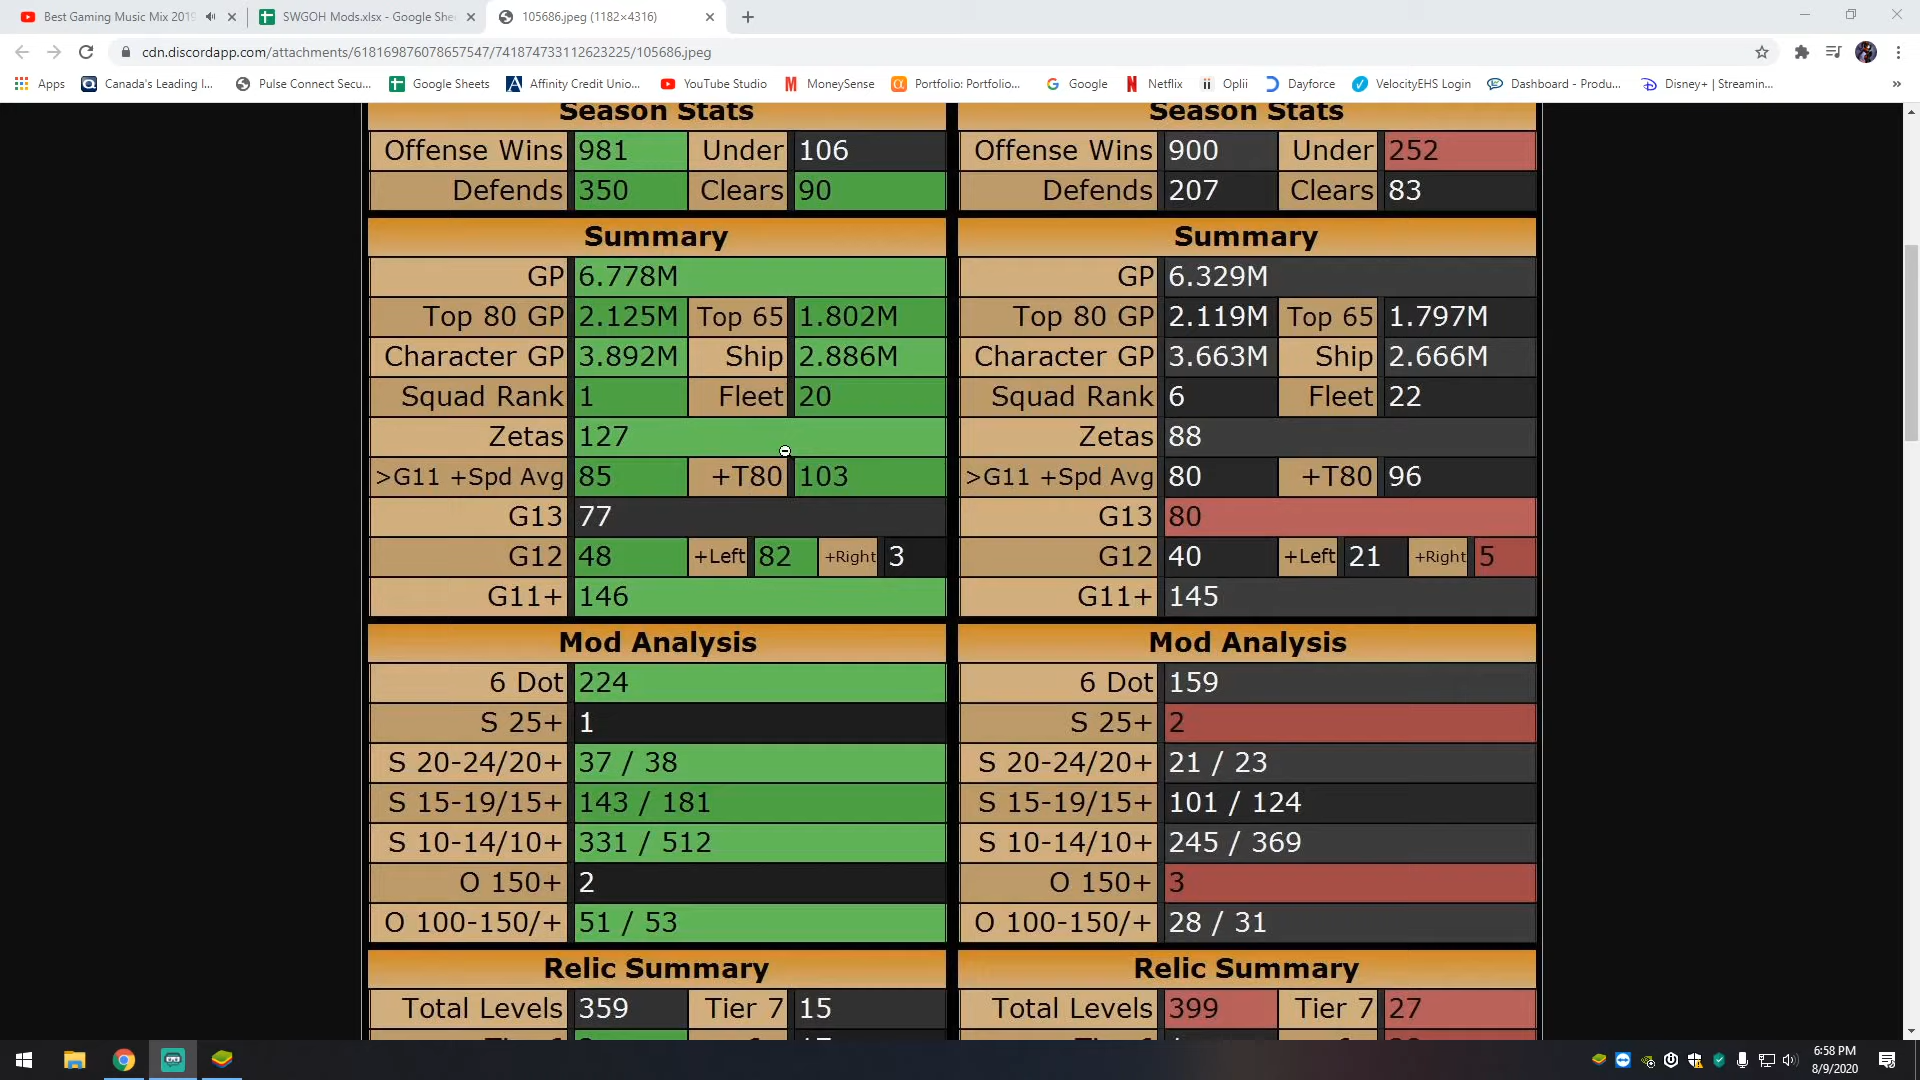 Best Gaming Music Mix 2019
SWGOH Mods.xlsx - Google She
105686.jpeg (1182×4316)
cdn.discordapp.com/attachments/618169876078657547/741874733112623225/105686.jpeg
Apps Canada's Leading I... Pulse Connect Secu... Google Sheets Affinity Credit Unio... YouTube Studio MoneySense Portfolio: Portfolio... Google Netflix Oplii Dayforce VelocityEHS Login Dashboard - Produ... Disney+ | Streamin... »
Season Stats
Offense Wins 981 Under 106
Defends 350 Clears 90
Summary
GP 6.778M
Top 80 GP 2.125M Top 65 1.802M
Character GP 3.892M Ship 2.886M
Squad Rank 1 Fleet 20
Zetas 127
>G11 +Spd Avg 85 +T80 103
G13 77
G12 48 +Left 82 +Right 3
G11+ 146
Mod Analysis
6 Dot 224
S 25+ 1
S 20-24/20+ 37 / 38
S 15-19/15+ 143 / 181
S 10-14/10+ 331 / 512
O 150+ 2
O 100-150/+ 51 / 53
Relic Summary
Total Levels 359 Tier 7 15
Season Stats
Offense Wins 900 Under 252
Defends 207 Clears 83
Summary
GP 6.329M
Top 80 GP 2.119M Top 65 1.797M
Character GP 3.663M Ship 2.666M
Squad Rank 6 Fleet 22
Zetas 88
>G11 +Spd Avg 80 +T80 96
G13 80
G12 40 +Left 21 +Right 5
G11+ 145
Mod Analysis
6 Dot 159
S 25+ 2
S 20-24/20+ 21 / 23
S 15-19/15+ 101 / 124
S 10-14/10+ 245 / 369
O 150+ 3
O 100-150/+ 28 / 31
Relic Summary
Total Levels 399 Tier 7 27
6:58 PM
8/9/2020